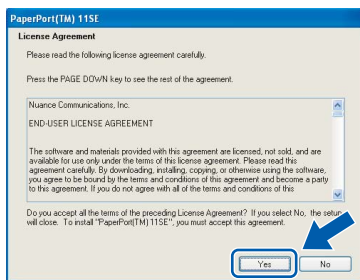 PaperPort(TM) 11SE
License Agreement
Please read the following license agreement carefully.
Press the PAGE DOWN key to see the rest of the agreement.
Nuance Communications, Inc.
END-USER LICENSE AGREEMENT
The software and materials provided with this agreement are licensed, not sold, and are
available for use only under the terms of this license agreement. Please read this
agreement carefully. By downloading, installing, copying, or otherwise using the software,
you agree to be bound by the terms and conditions of this agreement and become a party
to this agreement. If you do not agree with all of the terms and conditions of this
Do you accept all the terms of the preceding License Agreement? If you select No, the setup
will close. To install "PaperPort(TM) 11SE", you must accept this agreement.
Yes No